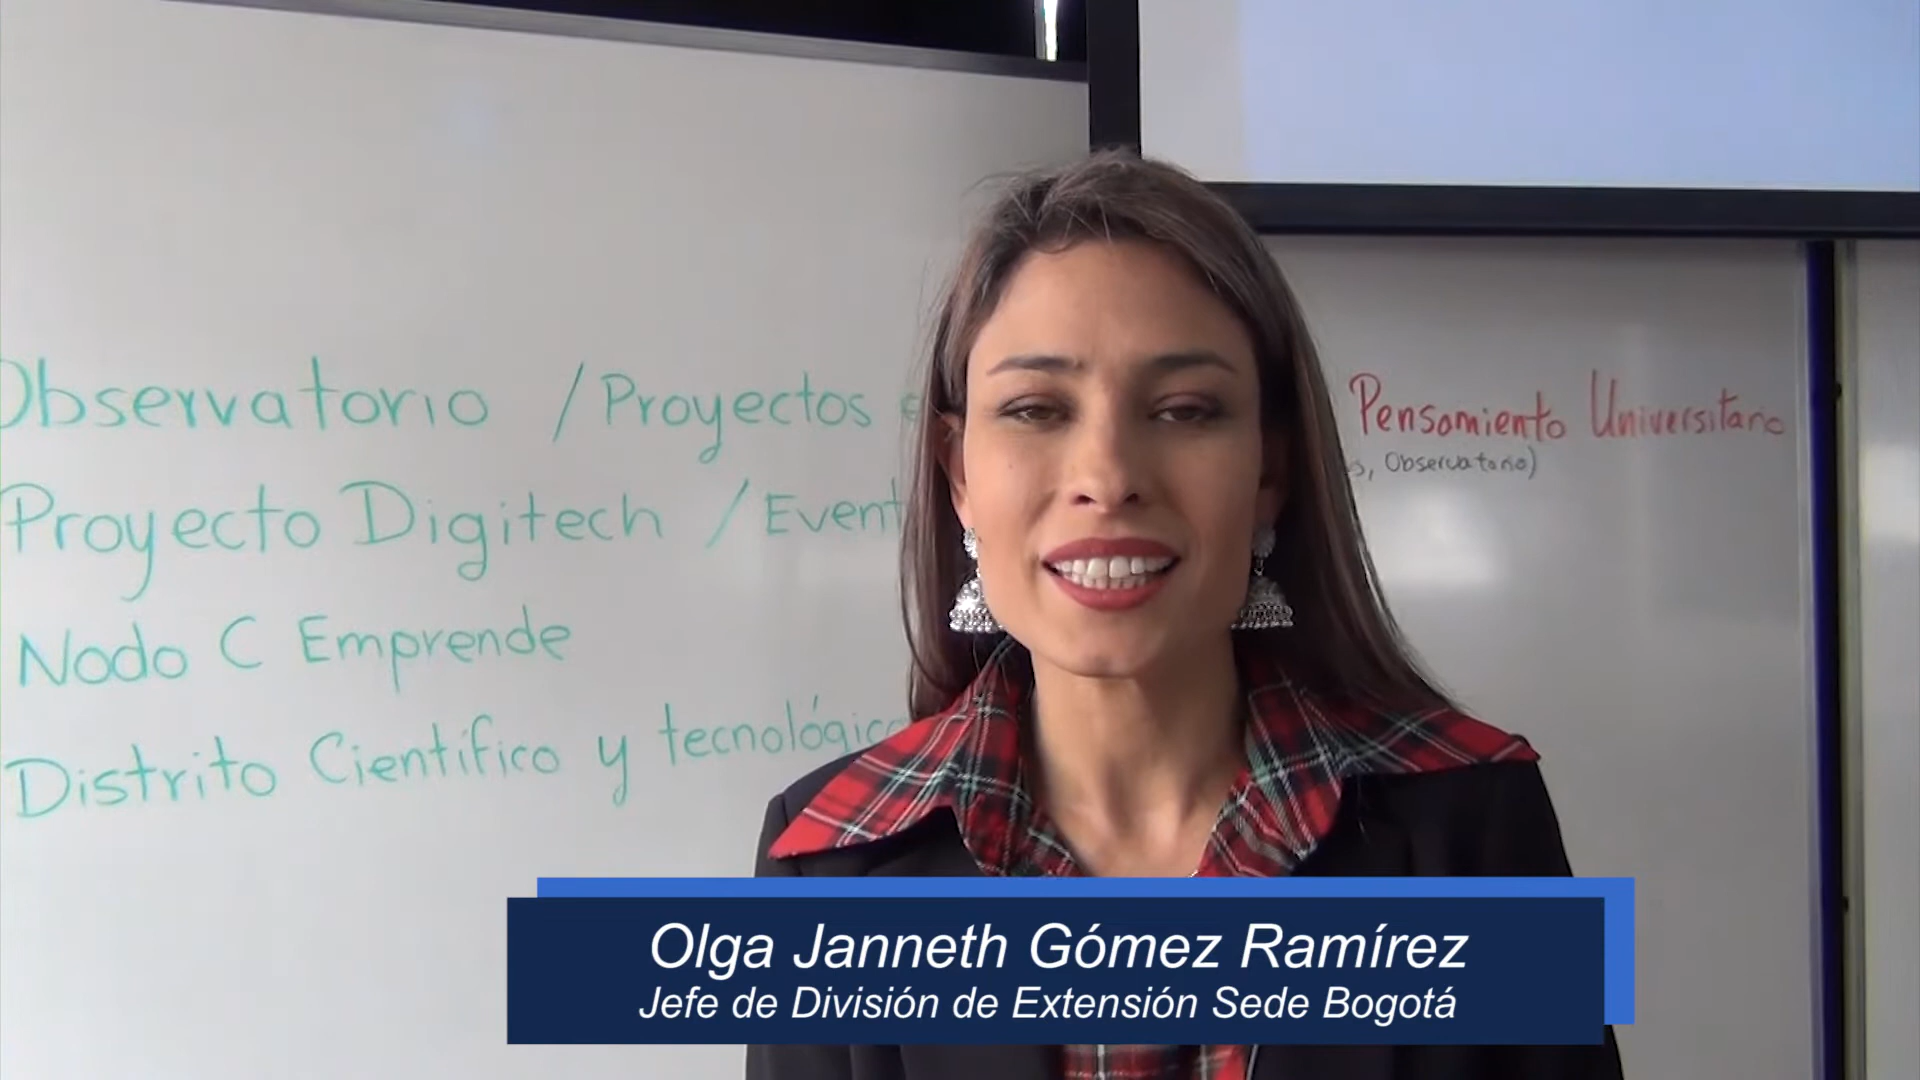 Observatorio / Proyectos
Proyecto Digitech / Event
Nodo C Emprende
Distrito Científico y tecnológico
Pensamiento Universitario
s, Observatorio)
Olga Janneth Gómez Ramírez
Jefe de División de Extensión Sede Bogotá